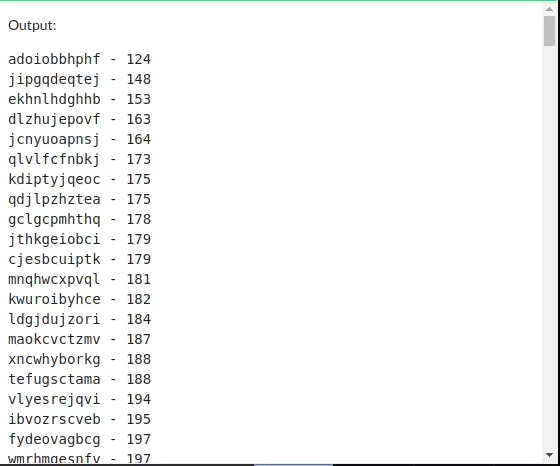 Output:
adoiobbhphf - 124
jipgqdeqtej - 148
ekhnlhdghhb - 153
dlzhujepovf - 163
jcnyuoapnsj - 164
qlvlfcfnbkj - 173
kdiptyjqeoc - 175
qdjlpzhztea - 175
gclgcpmhthq - 178
jthkgeiobci - 179
cjesbcuiptk - 179
mnqhwcxpvql - 181
kwuroibyhce - 182
ldgjdujzori - 184
maokcvctzmv - 187
xncwhyborkg - 188
tefugsctama - 188
vlyesrejqvi - 194
ibvozrscveb - 195
fydeovagbcg - 197
wmrhmqesnfv - 197